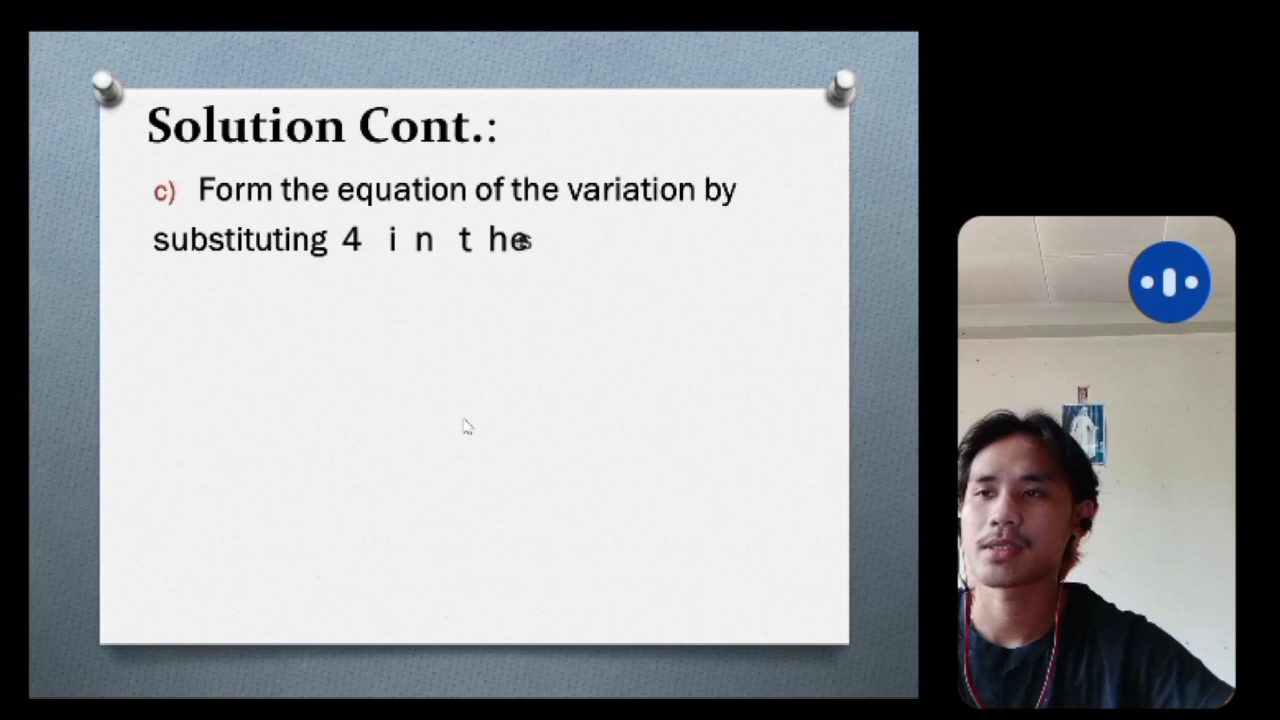 Solution Cont.:
c) Form the equation of the variation by
substituting 4 in the